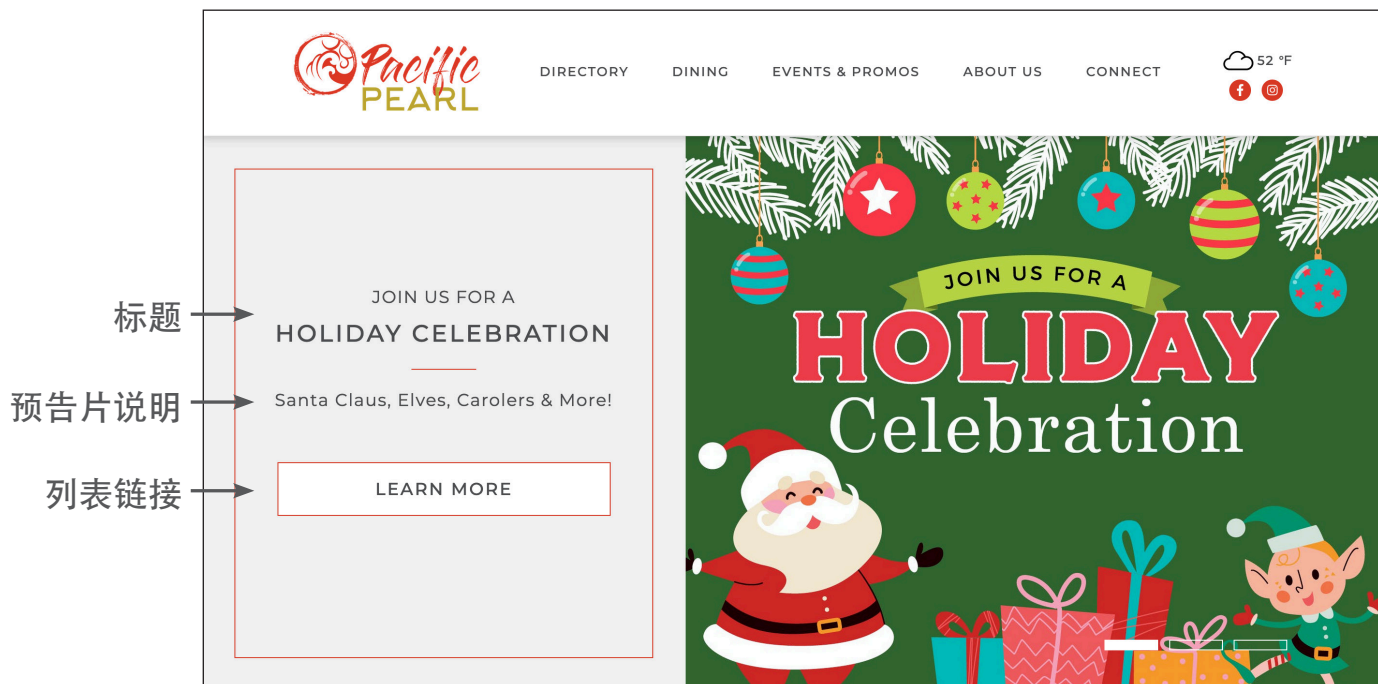 Pacific
PEARL
DIRECTORY
DINING
EVENTS & PROMOS
ABOUT US
CONNECT
52 °F
标题
JOIN US FOR A
HOLIDAY CELEBRATION
预告片说明
Santa Claus, Elves, Carolers & More!
列表链接
LEARN MORE
JOIN US FOR A
HOLIDAY
Celebration